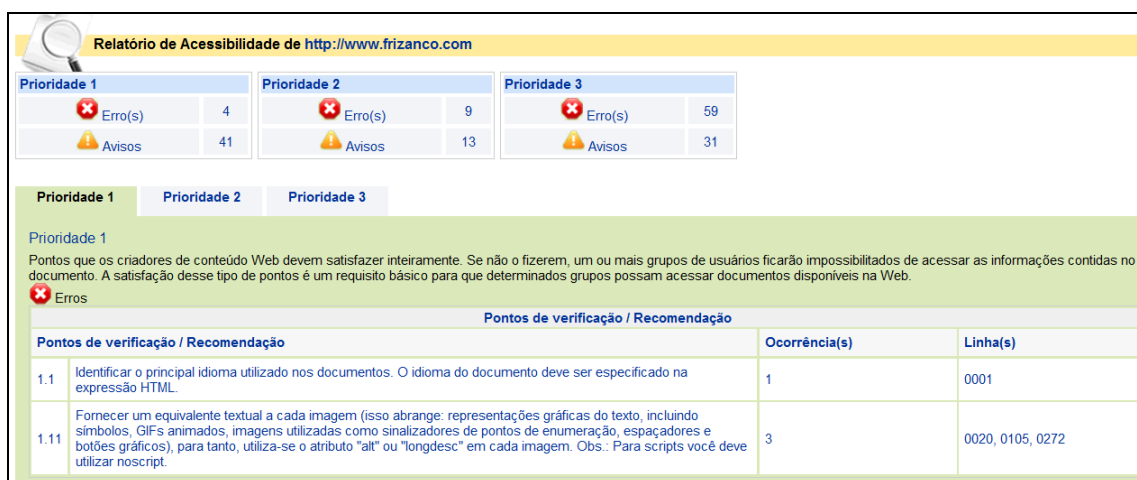 Relatório de Acessibilidade de http://www.frizanco.com
Prioridade 1
Erro(s) 4
Avisos 41
Prioridade 2
Erro(s) 9
Avisos 13
Prioridade 3
Erro(s) 59
Avisos 31
Prioridade 1 Prioridade 2 Prioridade 3
Prioridade 1
Pontos que os criadores de conteúdo Web devem satisfazer inteiramente. Se não o fizerem, um ou mais grupos de usuários ficarão impossibilitados de acessar as informações contidas no
documento. A satisfação desse tipo de pontos é um requisito básico para que determinados grupos possam acessar documentos disponíveis na Web.
Erros
Pontos de verificação / Recomendação
Pontos de verificação / Recomendação Ocorrência(s) Linha(s)
1.1 Identificar o principal idioma utilizado nos documentos. O idioma do documento deve ser especificado na
expressão HTML. 1 0001
Fornecer um equivalente textual a cada imagem (isso abrange: representações gráficas do texto, incluindo
símbolos, GIFs animados, imagens utilizadas como sinalizadores de pontos de enumeração, espaçadores e
1.11 botões gráficos), para tanto, utiliza-se o atributo "alt" ou "longdesc" em cada imagem. Obs.: Para scripts você deve 3 0020, 0105, 0272
utilizar noscript.